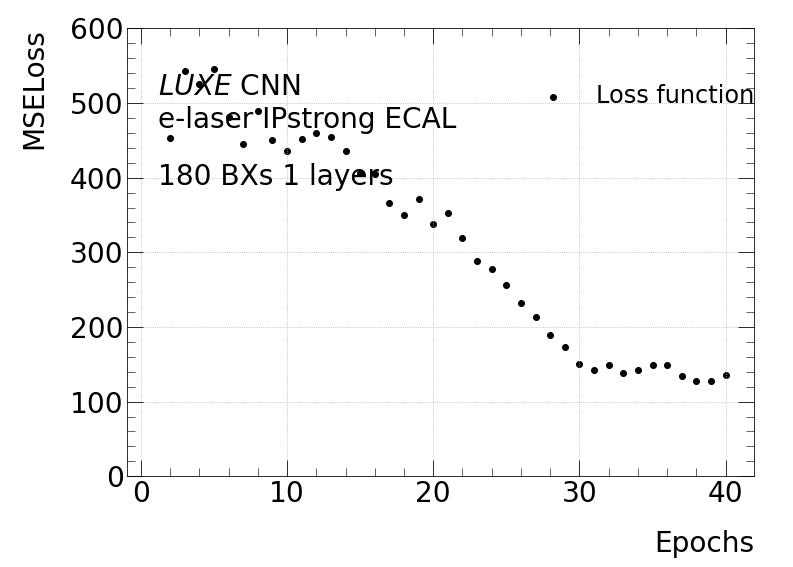 600
500
400
300
200
100
0
MSELoss
LUXE CNN
e-laser IPstrong ECAL
180 BXs 1 layers
Loss function
0 10 20 30 40
Epochs